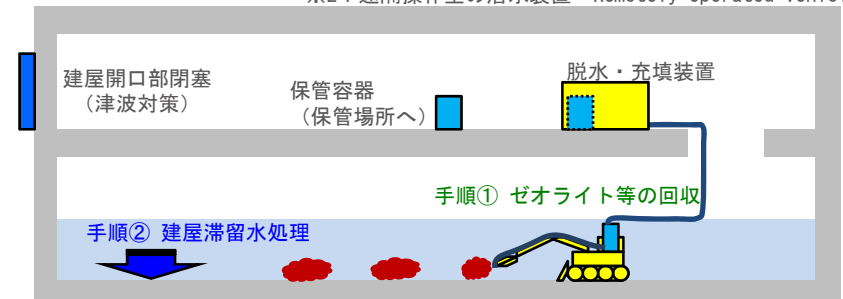 建屋開口部閉塞
（津波対策）
保管容器
（保管場所へ）
脱水・充填装置
手順① ゼオライト等の回収
手順② 建屋滞留水処理